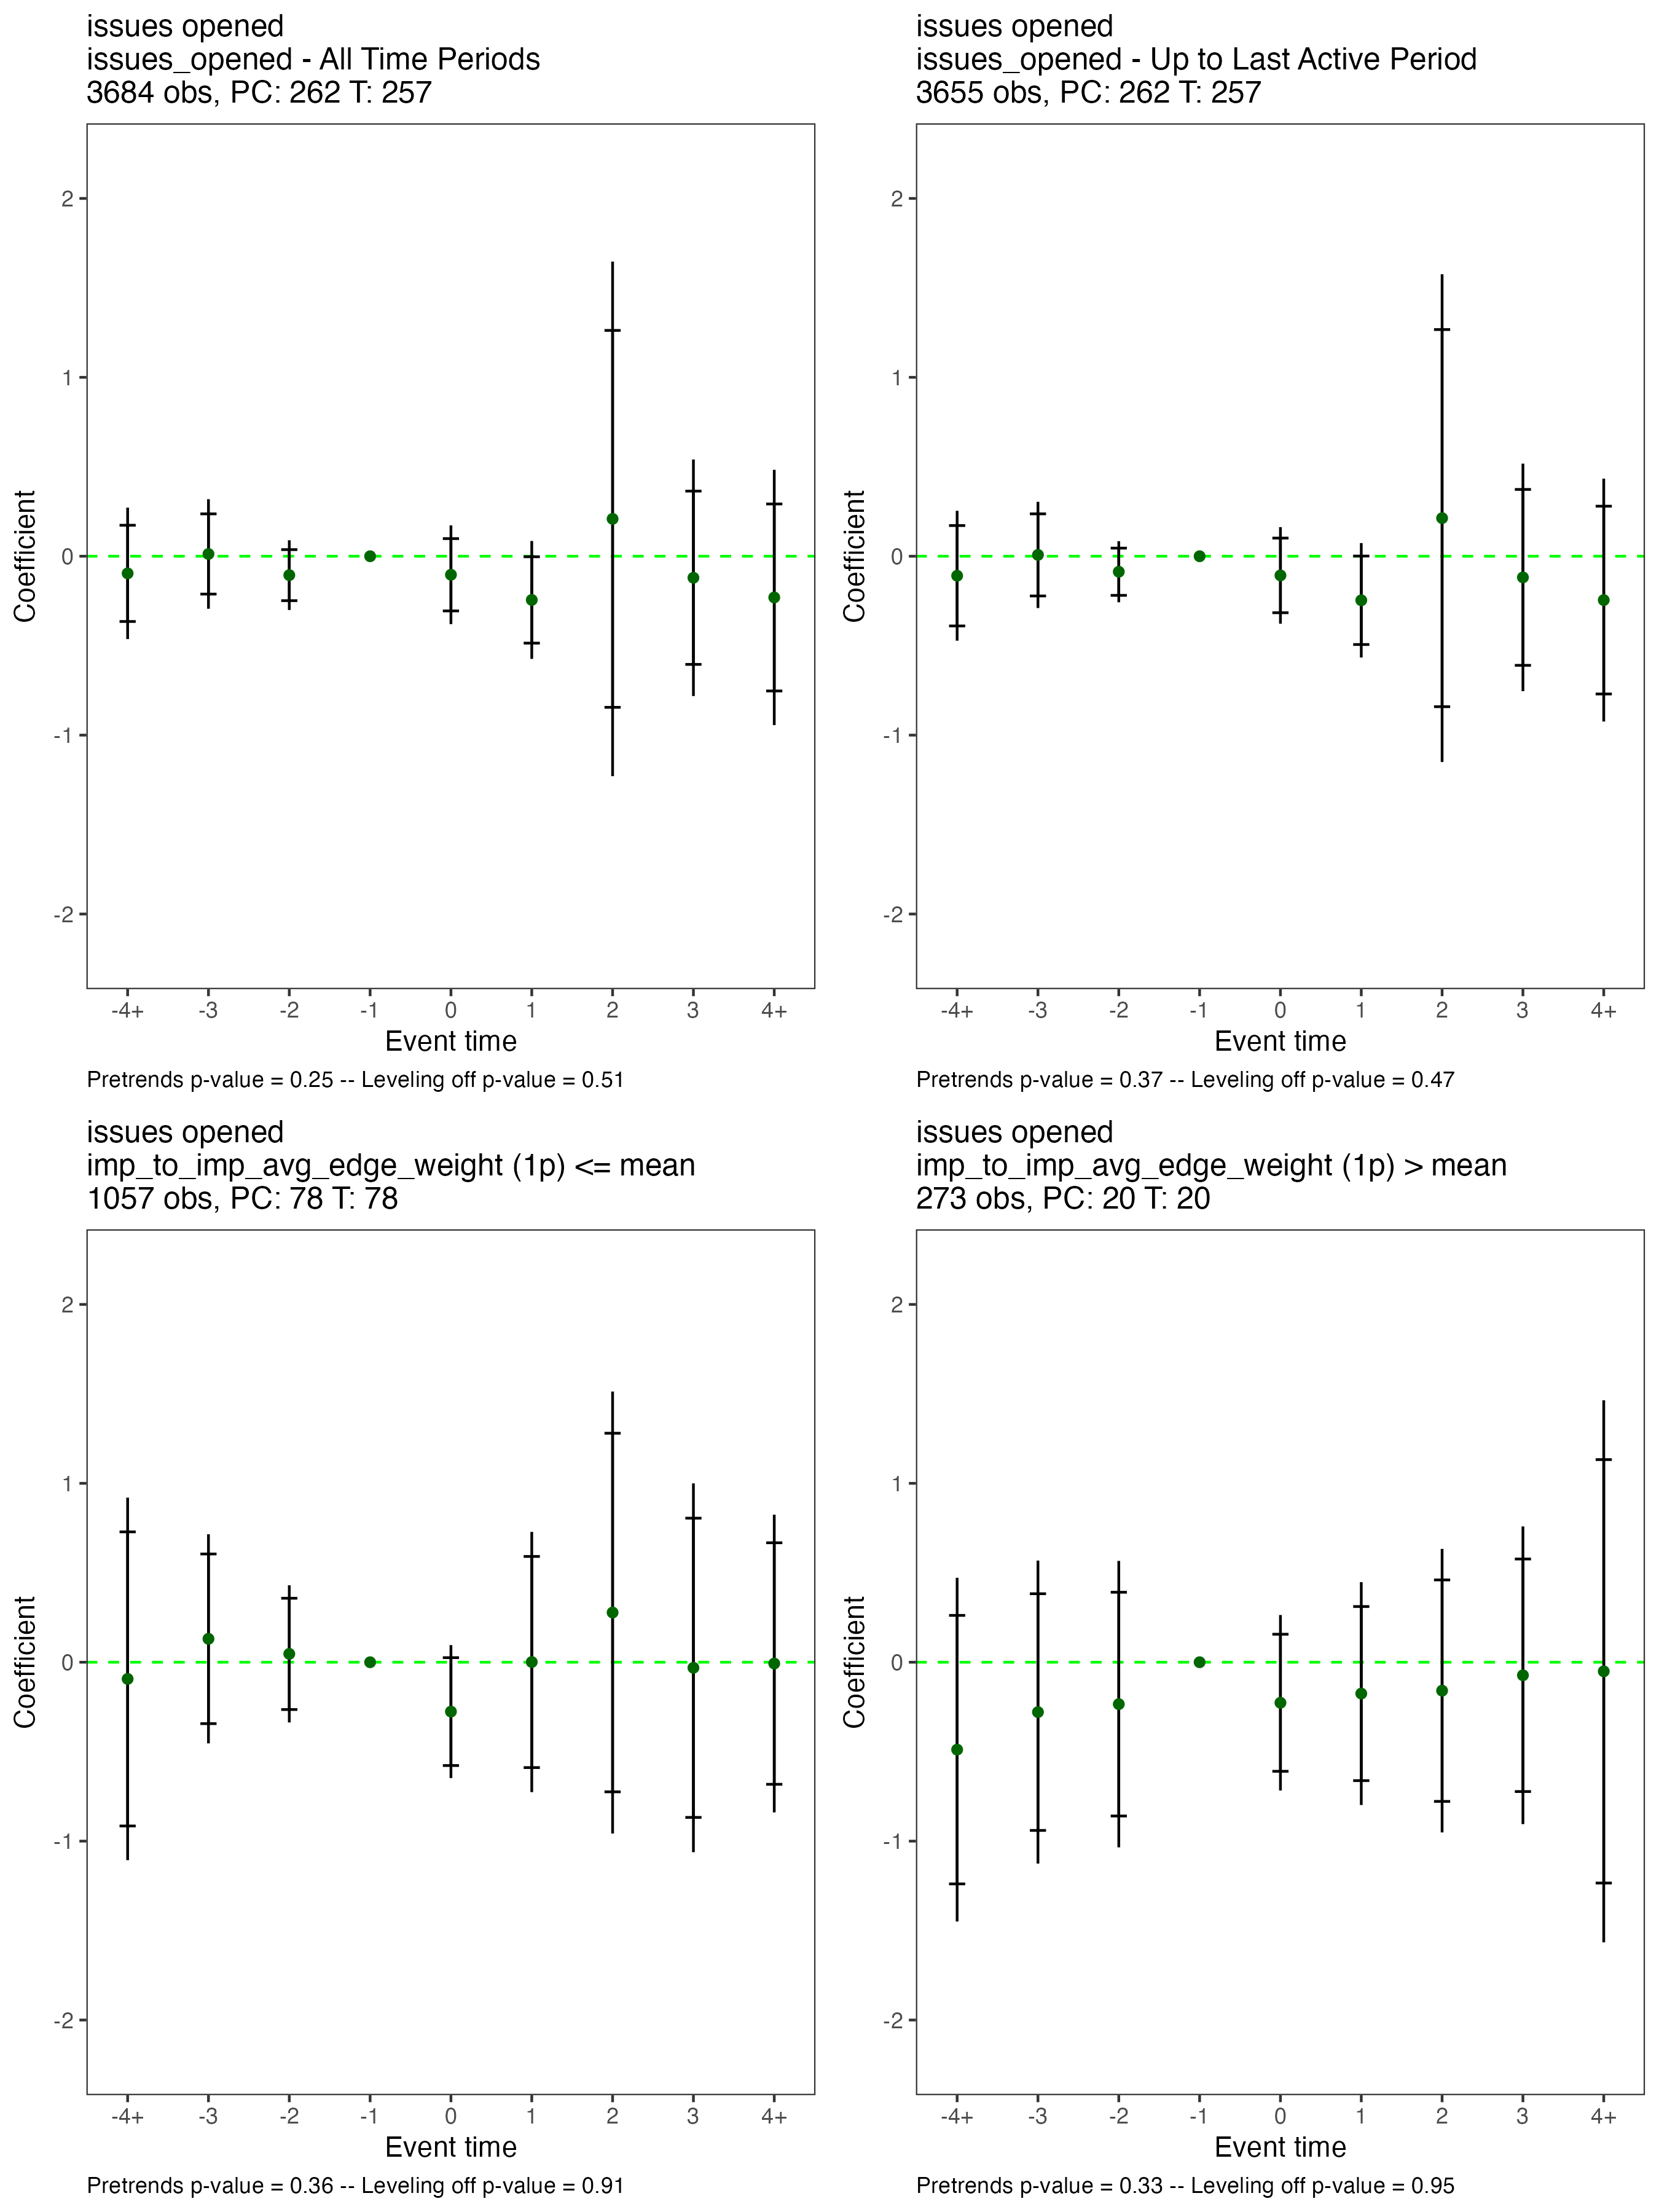 issues opened
issues_opened - All Time Periods
3684 obs, PC: 262 T: 257
2
1
0
-1
-2
Coefficient
-4+ -3 -2 -1 0 1 2 3 4+
Event time
Pretrends p-value = 0.25 -- Leveling off p-value = 0.51
issues opened
issues_opened - Up to Last Active Period
3655 obs, PC: 262 T: 257
2
1
0
-1
-2
Coefficient
-4+ -3 -2 -1 0 1 2 3 4+
Event time
Pretrends p-value = 0.37 -- Leveling off p-value = 0.47
issues opened
imp_to_imp_avg_edge_weight (1p) <= mean
1057 obs, PC: 78 T: 78
2
1
0
-1
-2
Coefficient
-4+ -3 -2 -1 0 1 2 3 4+
Event time
Pretrends p-value = 0.36 -- Leveling off p-value = 0.91
issues opened
imp_to_imp_avg_edge_weight (1p) > mean
273 obs, PC: 20 T: 20
2
1
0
-1
-2
Coefficient
-4+ -3 -2 -1 0 1 2 3 4+
Event time
Pretrends p-value = 0.33 -- Leveling off p-value = 0.95